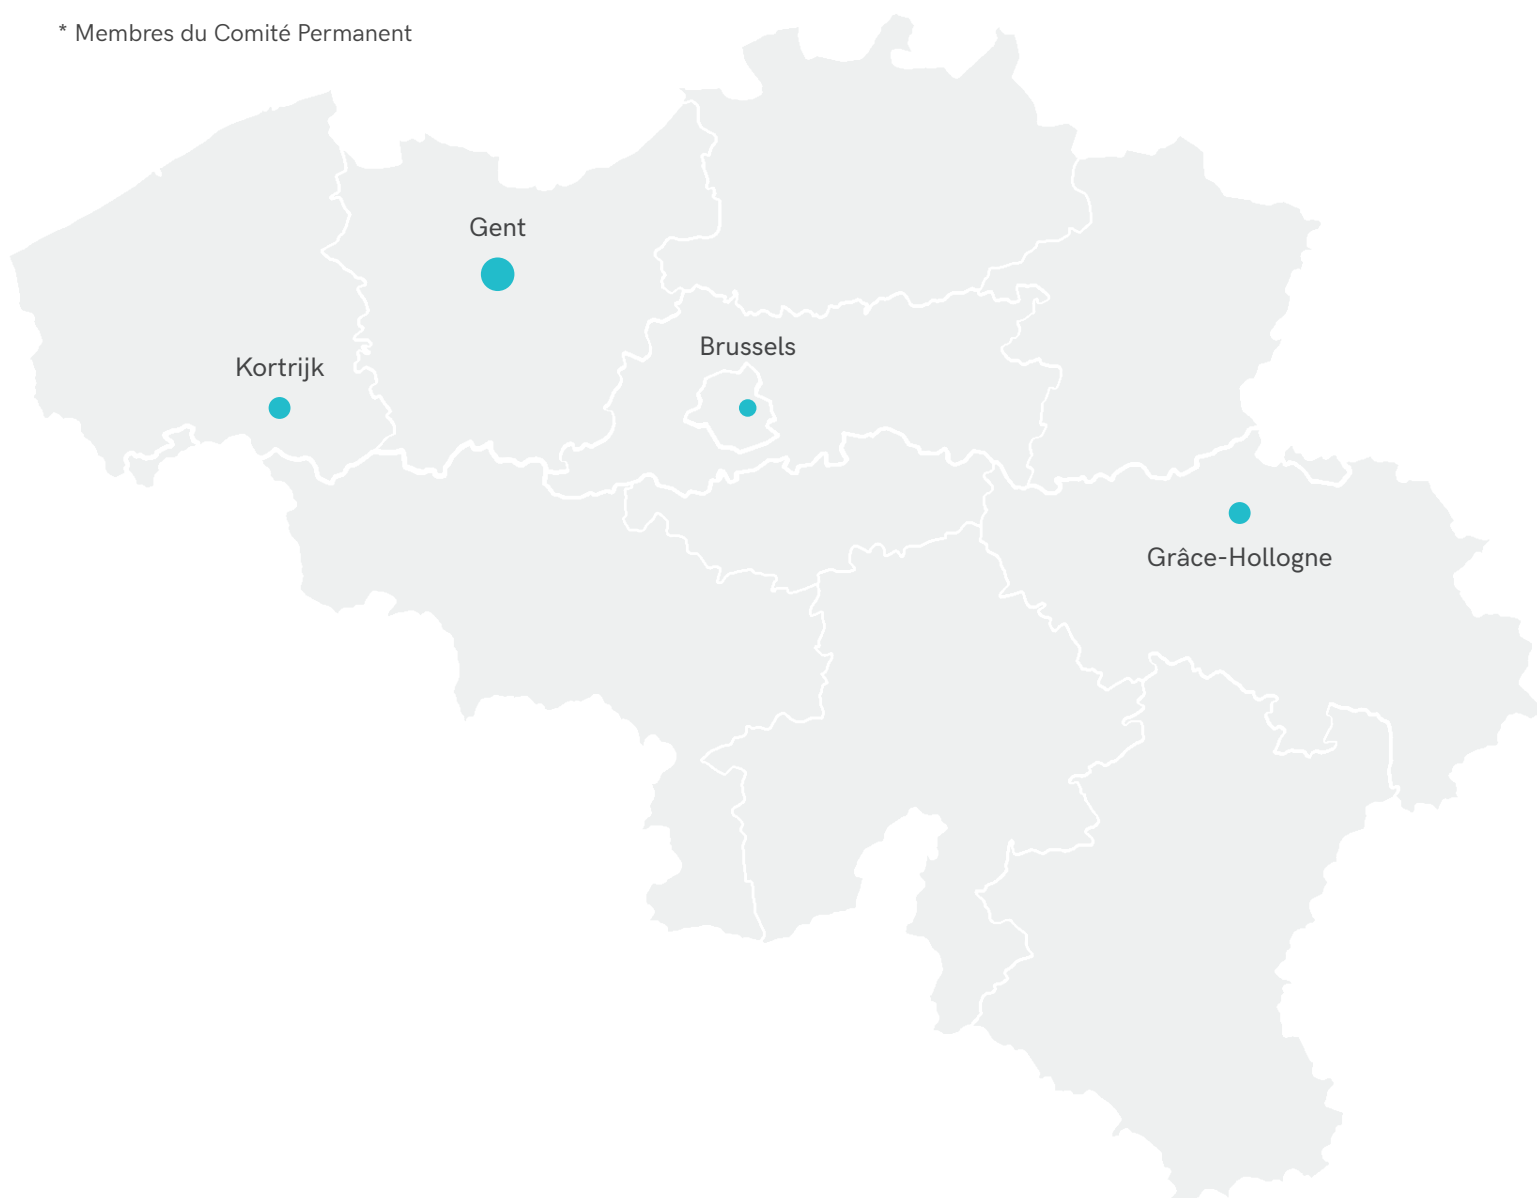 * Membres du Comité Permanent
Gent
Brussels
Kortrijk
Grâce-Hollogne